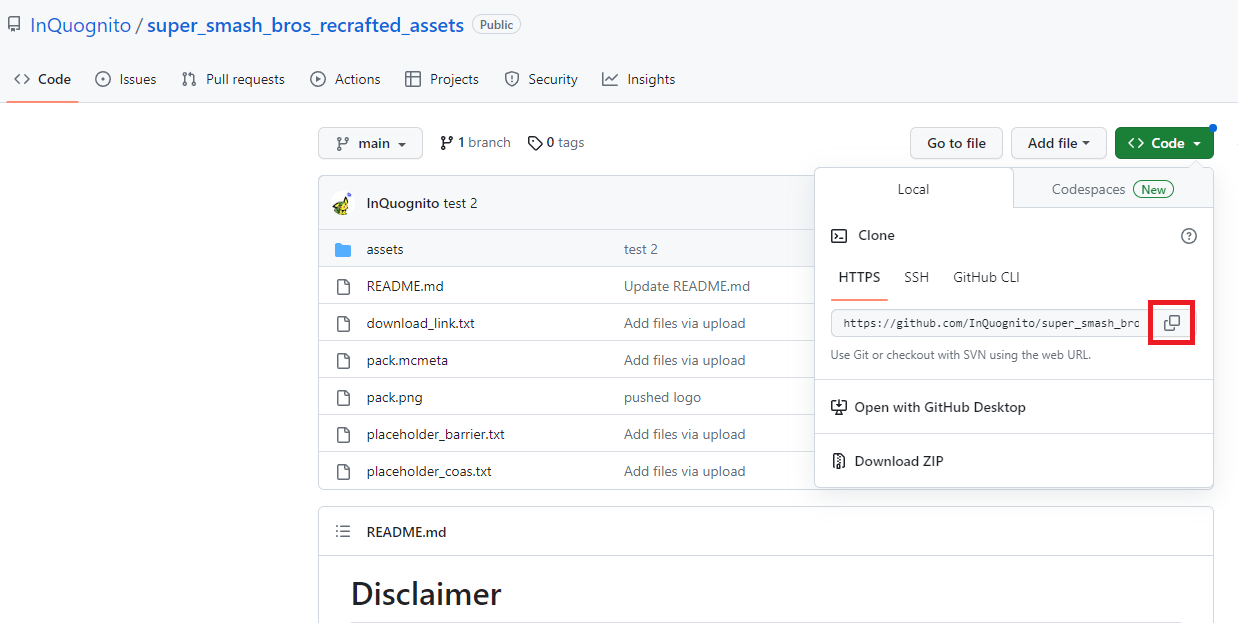 InQuognito / super_smash_bros_recrafted_assets Public
Code Issues Pull requests Actions Projects Security Insights
main 1 branch 0 tags Go to file Add file Code
Local Codespaces New
InQuognito test 2
Clone
assets test 2
HTTPS SSH GitHub CLI
README.md Update README.md
download_link.txt Add files via upload
https://github.com/InQuognito/super_smash_bro
Use Git or checkout with SVN using the web URL.
pack.mcmeta Add files via upload
pack.png pushed logo
Open with GitHub Desktop
placeholder_barrier.txt Add files via upload
placeholder_coas.txt Add files via upload
Download ZIP
README.md
Disclaimer